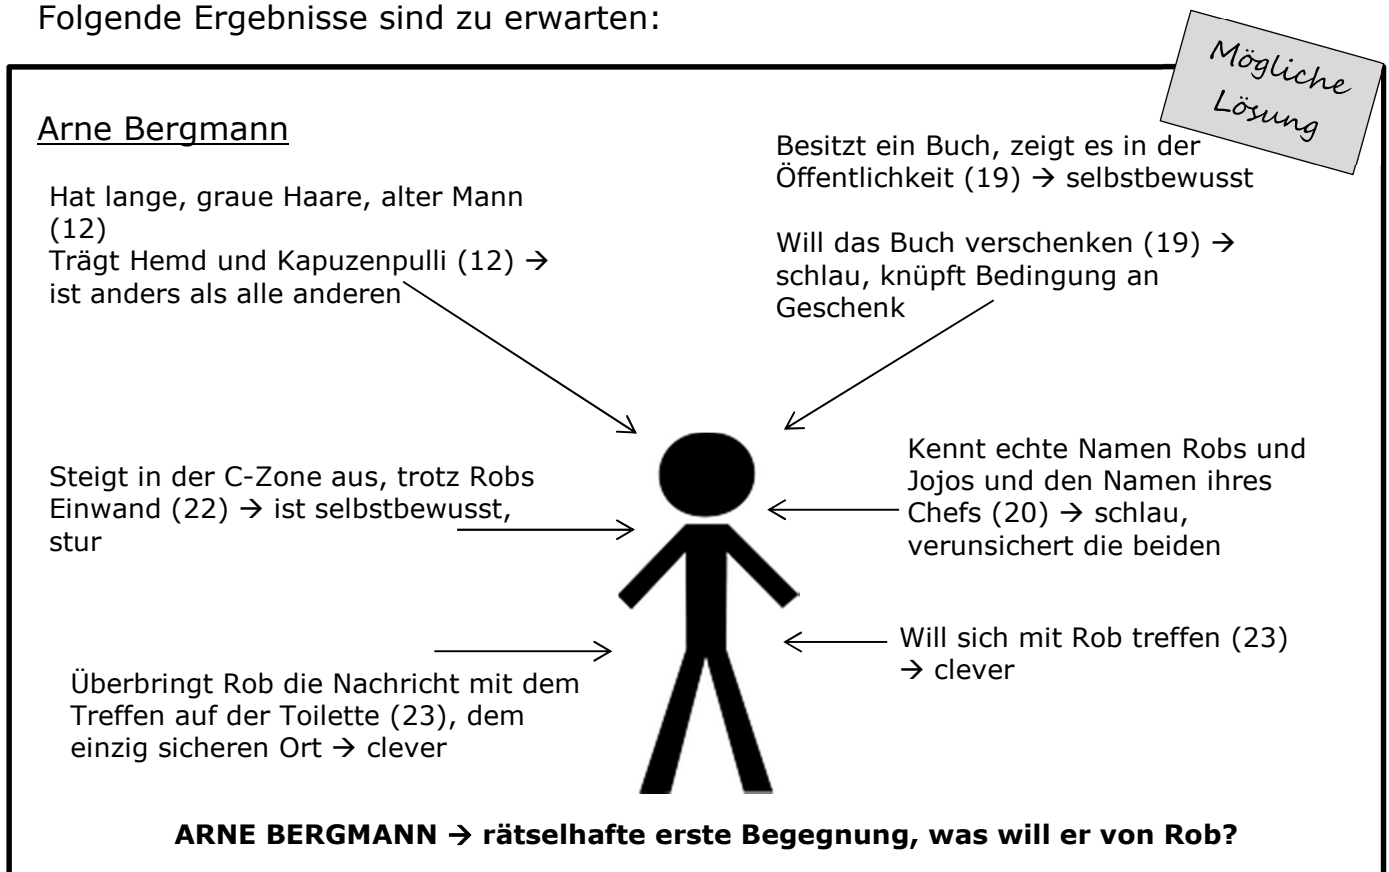 Folgende Ergebnisse sind zu erwarten:
Mögliche
Lösung
Arne Bergmann
Hat lange, graue Haare, alter Mann
(12)
Trägt Hemd und Kapuzenpulli (12) →
ist anders als alle anderen
Besitzt ein Buch, zeigt es in der
Öffentlichkeit (19) → selbstbewusst
Will das Buch verschenken (19) →
schlau, knüpft Bedingung an
Geschenk
Steigt in der C-Zone aus, trotz Robs
Einwand (22) → ist selbstbewusst,
stur
Kennt echte Namen Robs und
Jojos und den Namen ihres
Chefs (20) → schlau,
verunsichert die beiden
Überbringt Rob die Nachricht mit dem
Treffen auf der Toilette (23), dem
einzig sicheren Ort → clever
Will sich mit Rob treffen (23)
→ clever
ARNE BERGMANN → rätselhafte erste Begegnung, was will er von Rob?